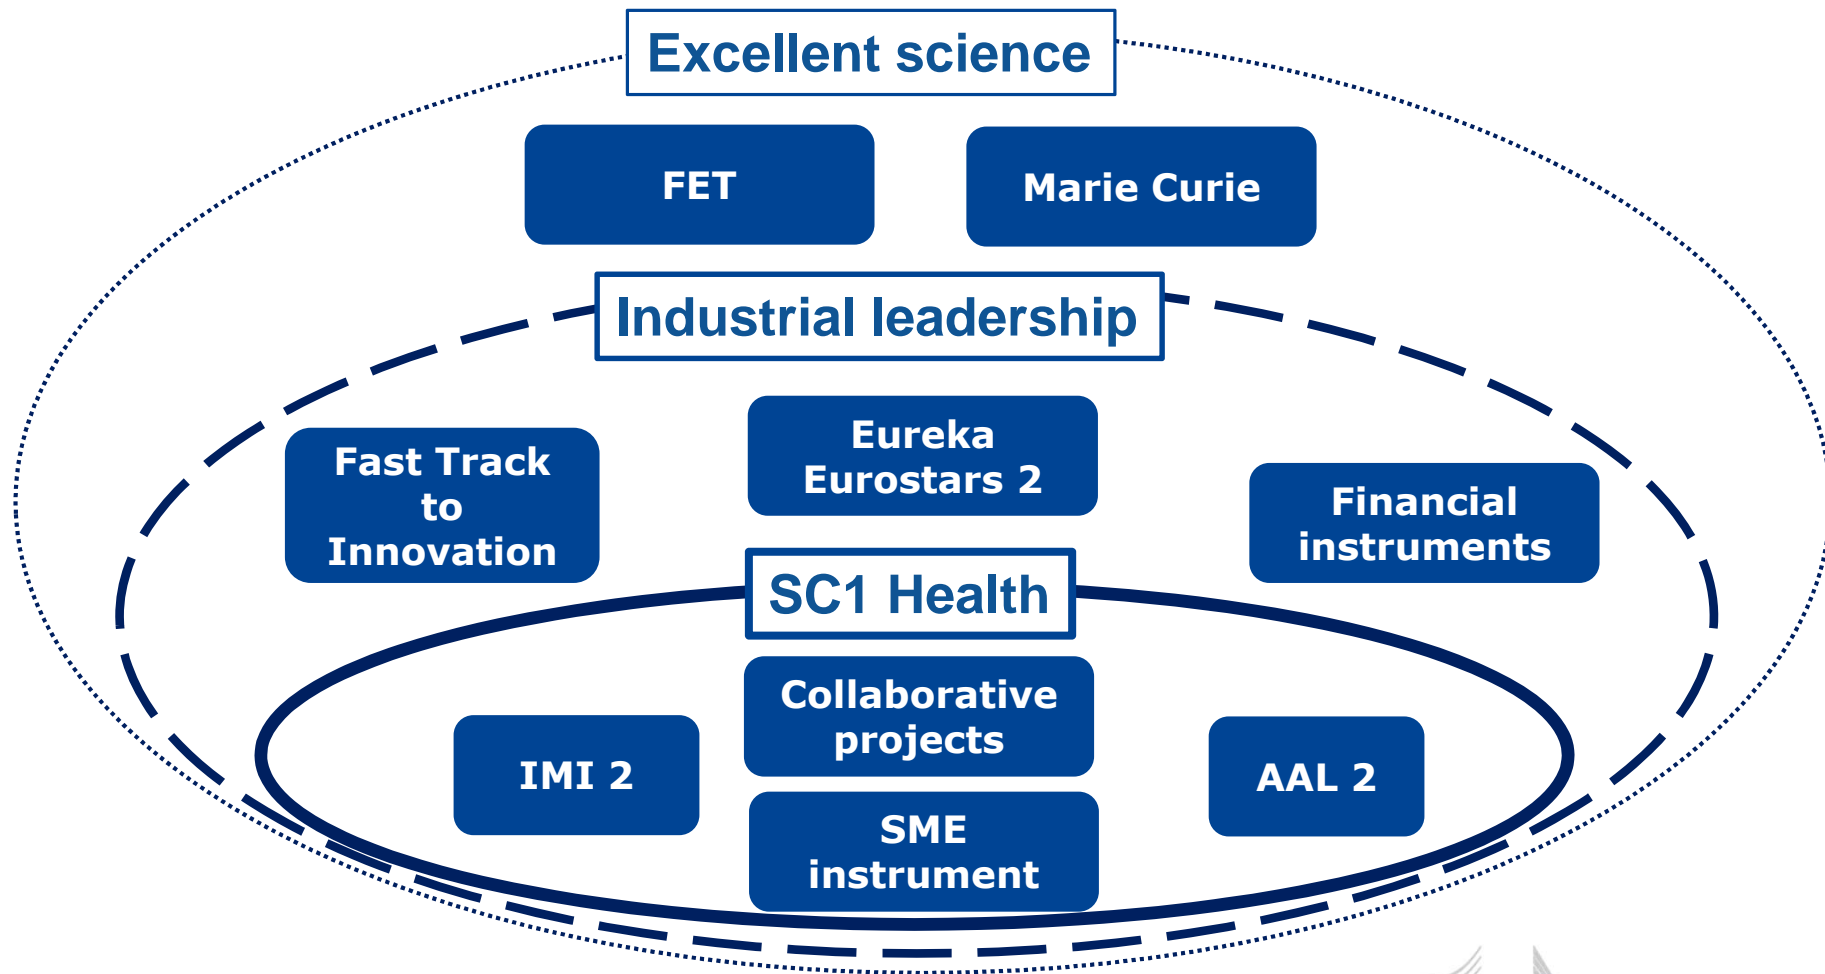 Excellent science
FET
Marie Curie
Industrial leadership
Eureka
Eurostars 2
Fast Track
to
Innovation
Financial
instruments
SC1 Health
Collaborative
projects
IMI 2
AAL 2
SME
instrument